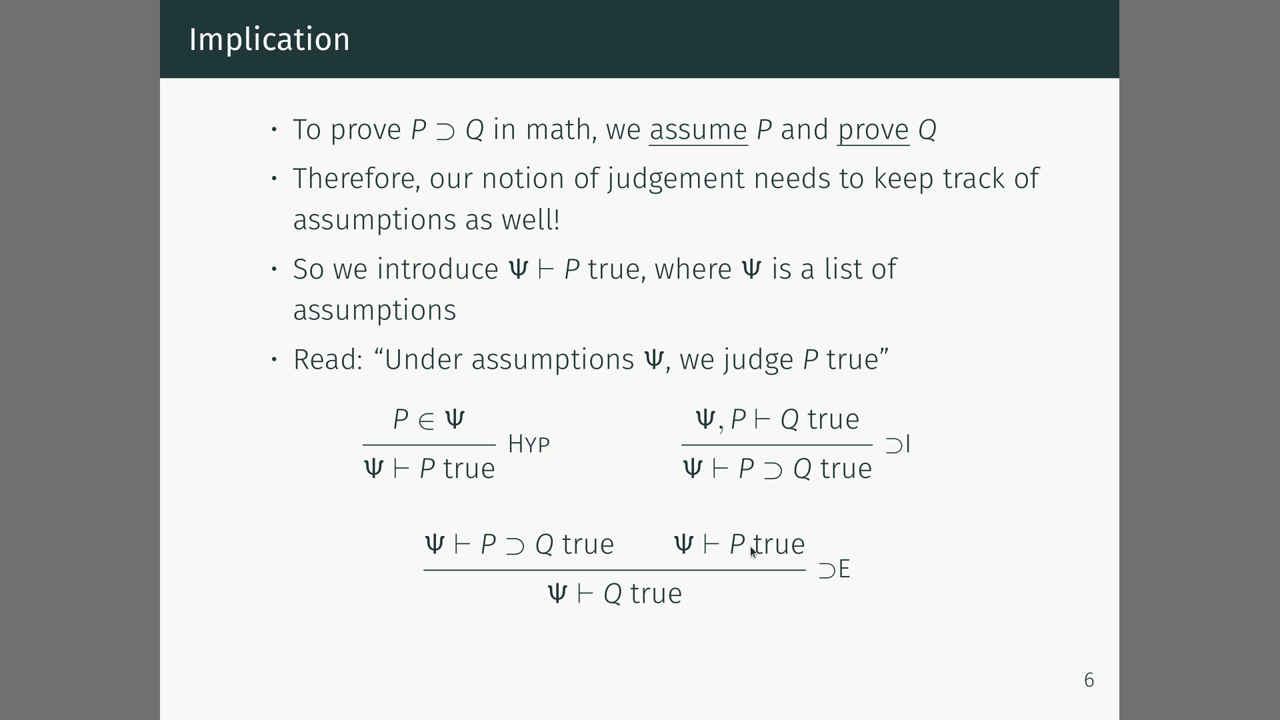 Implication
• To prove P ⊃ Q in math, we assume P and prove Q
• Therefore, our notion of judgement needs to keep track of
assumptions as well!
• So we introduce Ψ ⊢ P true, where Ψ is a list of
assumptions
• Read: “Under assumptions Ψ, we judge P true”
P ∈ Ψ
Ψ ⊢ P true
HYP
Ψ, P ⊢ Q true
Ψ ⊢ P ⊃ Q true
⊃I
Ψ ⊢ P ⊃ Q true Ψ ⊢ P true
Ψ ⊢ Q true
⊃E
6